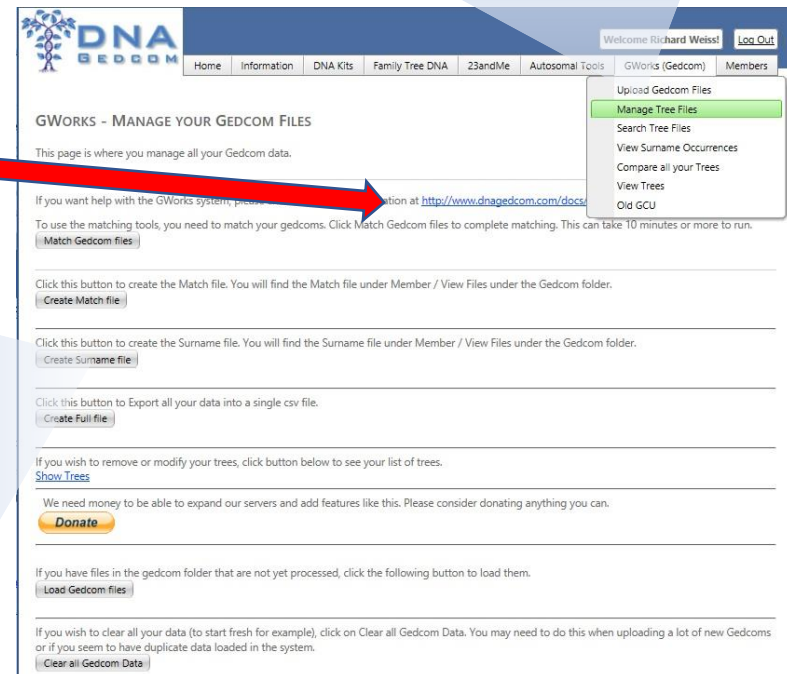 DNA
GEDCOM
Welcome Richard Weiss! Log Out
Home Information DNA Kits Family Tree DNA 23andMe Autosomal Tools GWorks (Gedcom) Members
Upload Gedcom Files
Manage Tree Files
Search Tree Files
View Surname Occurrences
Compare all your Trees
View Trees
Old GCU
GWORKS - MANAGE YOUR GEDCOM FILES
This page is where you manage all your Gedcom data.
If you want help with the GWorks system, please at http://www.dnagedcom.com/docs/
To use the matching tools, you need to match your gedcoms. Click Match Gedcom files to complete matching. This can take 10 minutes or more to run.
Match Gedcom files
Click this button to create the Match file. You will find the Match file under Member / View Files under the Gedcom folder.
Create Match file
Click this button to create the Surname file. You will find the Surname file under Member / View Files under the Gedcom folder.
Create Surname file
Click this button to Export all your data into a single csv file.
Create Full file
If you wish to remove or modify your trees, click button below to see your list of trees.
Show Trees
We need money to be able to expand our servers and add features like this. Please consider donating anything you can.
Donate
If you have files in the gedcom folder that are not yet processed, click the following button to load them.
Load Gedcom files
If you wish to clear all your data (to start fresh for example), click on Clear all Gedcom Data. You may need to do this when uploading a lot of new Gedcoms
or if you seem to have duplicate data loaded in the system.
Clear all Gedcom Data